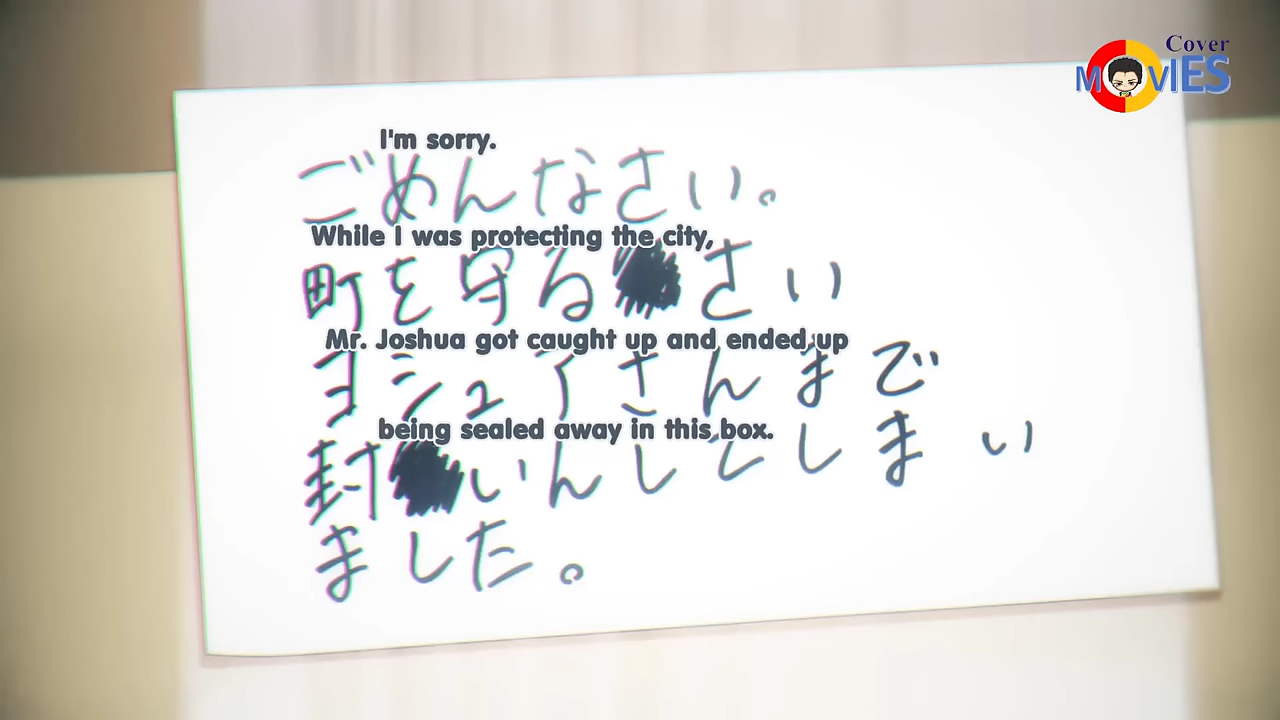 Cover
MOVIES
I'm sorry.
ごめんなさい。
While I was protecting the city,
町を守るさい
Mr. Joshua got caught up and ended up
ヨシュアさんまで
being sealed away in this box.
封いんしてしまい
ました。